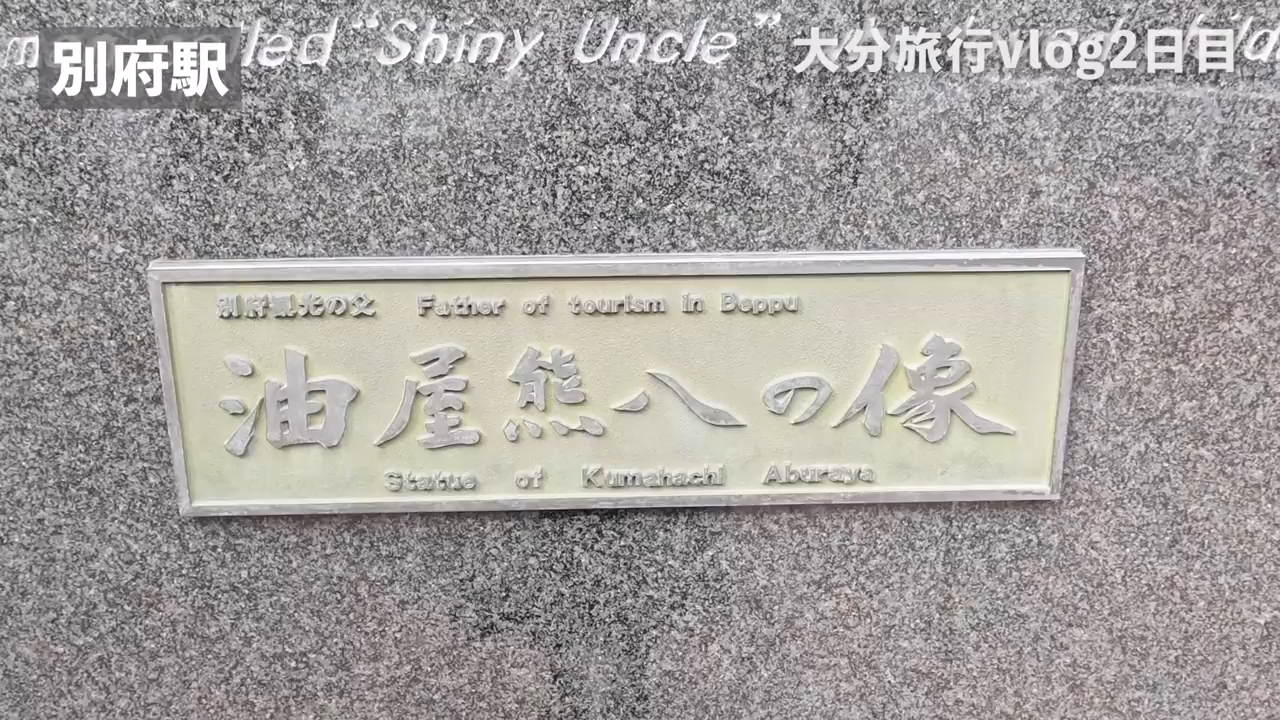 led “Shiny Uncle”
別府駅
大分旅行vlog2日目
別府観光の父 Father of tourism in Beppu
油屋熊八の像
Statue of Kumahachi Aburaya